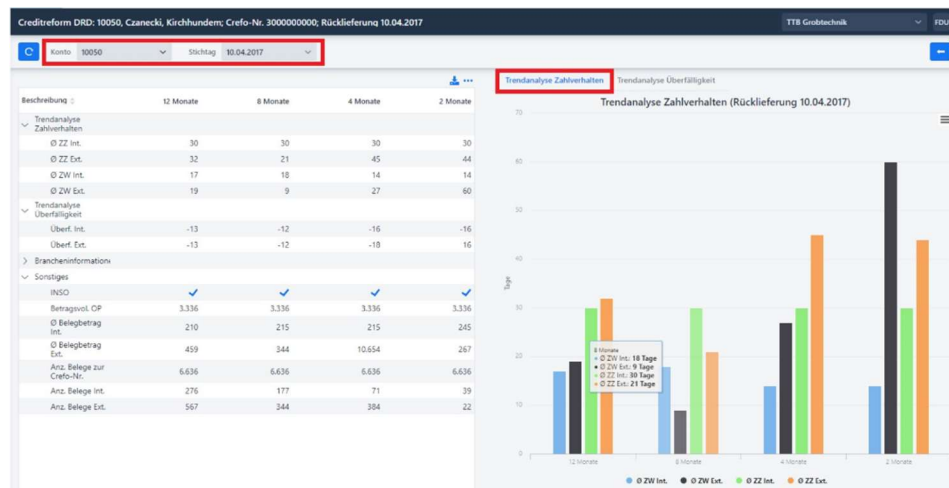 Creditreform DRD: 10050, Czanecki, Kirchhundem; Crefo-Nr. 3000000000; Rücklieferung 10.04.2017
TTB Grobtechnik
FDU
Konto 10050 Stichtag 10.04.2017
Beschreibung 12 Monate 8 Monate 4 Monate 2 Monate
Trendanalyse
Zahlverhalten
Ø ZZ Int. 30 30 30 30
Ø ZZ Ext. 32 21 45 44
Ø ZW Int. 17 18 14 14
Ø ZW Ext. 19 9 27 60
Trendanalyse
Überfälligkeit
Überf. Int. -13 -12 -16 -16
Überf. Ext. -13 -12 -18 16
Brancheninformation
Sonstiges
INSO
Betragsvol. OP 3.336 3.336 3.336 3.336
Ø Belegbetrag
Int. 210 215 215 245
Ø Belegbetrag
Ext. 459 344 10.654 267
Anz. Belege zur
Crefo-Nr. 6.636 6.636 6.636 6.636
Anz. Belege Int. 276 177 71 39
Anz. Belege Ext. 567 344 384 22
Trendanalyse Zahlverhalten Trendanalyse Überfälligkeit
Trendanalyse Zahlverhalten (Rücklieferung 10.04.2017)
70
60
50
40
30
20
10
0
Tage
8 Monate
Ø ZW Int.: 18 Tage
Ø ZW Ext.: 9 Tage
Ø ZZ Int.: 30 Tage
Ø ZZ Ext.: 21 Tage
12 Monate 8 Monate 4 Monate 2 Monate
Ø ZW Int. Ø ZW Ext. Ø ZZ Int. Ø ZZ Ext.